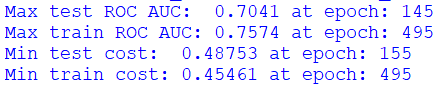 Max test ROC AUC:  0.7041 at epoch: 145
Max train ROC AUC: 0.7574 at epoch: 495
Min test cost:  0.48753 at epoch: 155
Min train cost: 0.45461 at epoch: 495